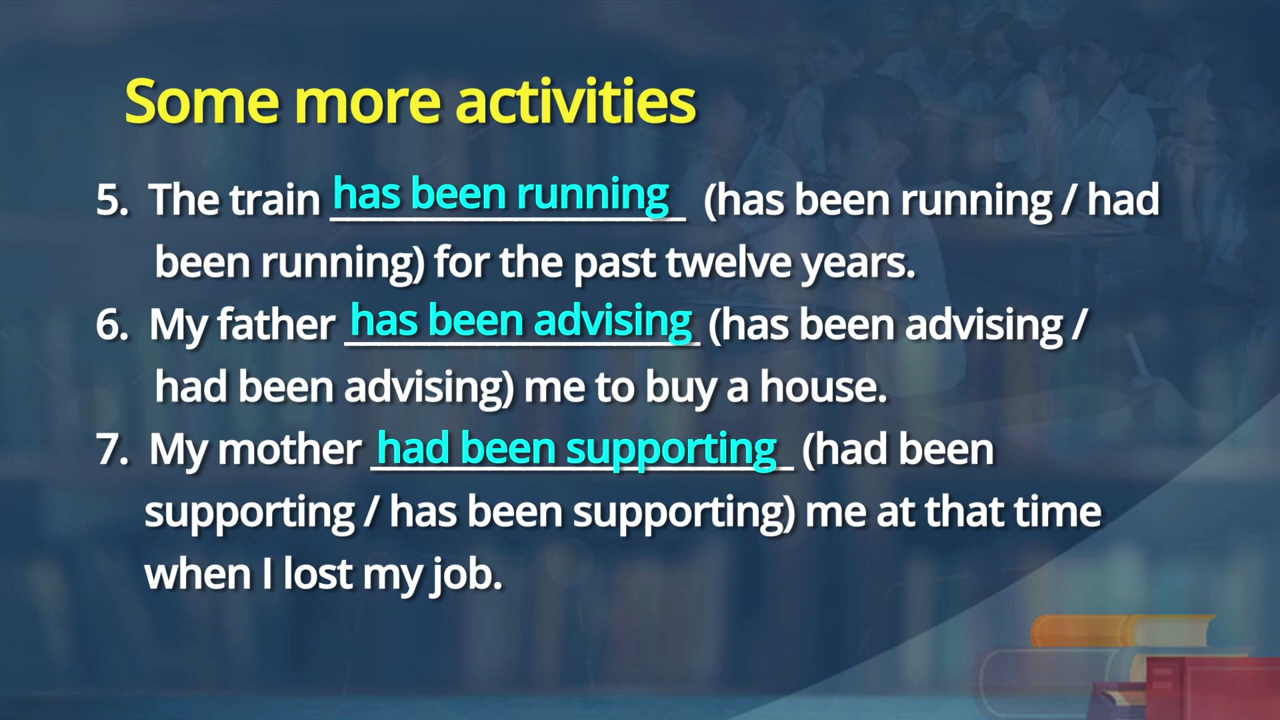 Some more activities
5. The train has been running (has been running / had
been running) for the past twelve years.
6. My father has been advising (has been advising /
had been advising) me to buy a house.
7. My mother had been supporting (had been
supporting / has been supporting) me at that time
when I lost my job.